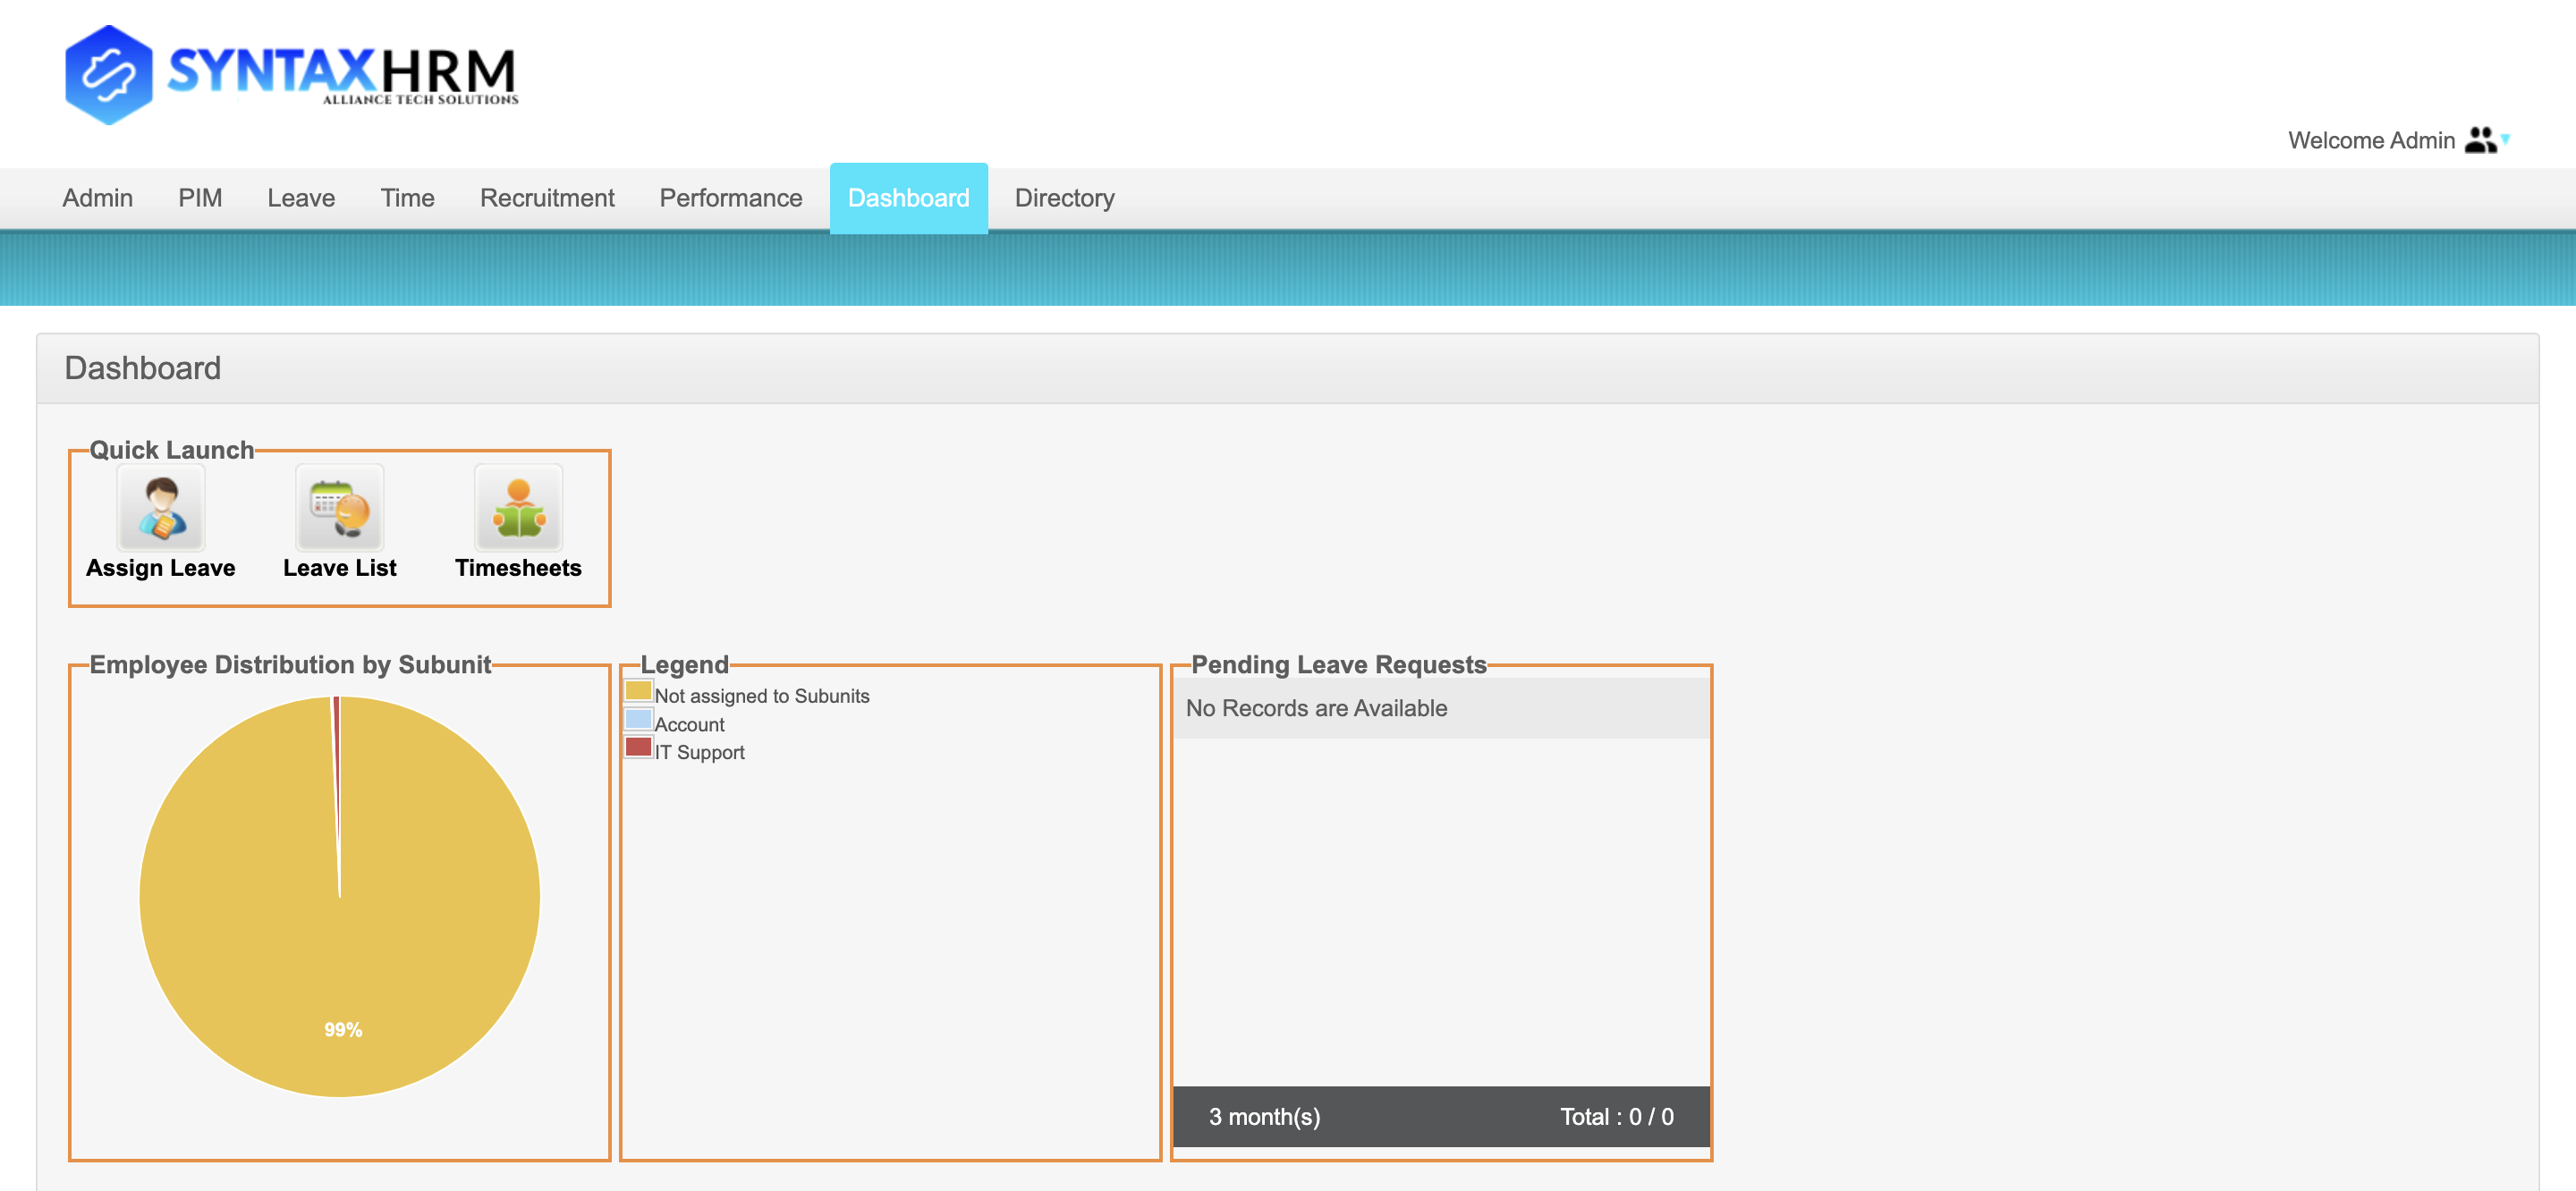 SYNTAXHRM
ALLIANCE TECH SOLUTIONS
Welcome Admin
Admin PIM Leave Time Recruitment Performance Dashboard Directory
Dashboard
Quick Launch
Assign Leave Leave List Timesheets
Employee Distribution by Subunit
99%
Legend
Not assigned to Subunits
Account
IT Support
Pending Leave Requests
No Records are Available
3 month(s) Total : 0 / 0